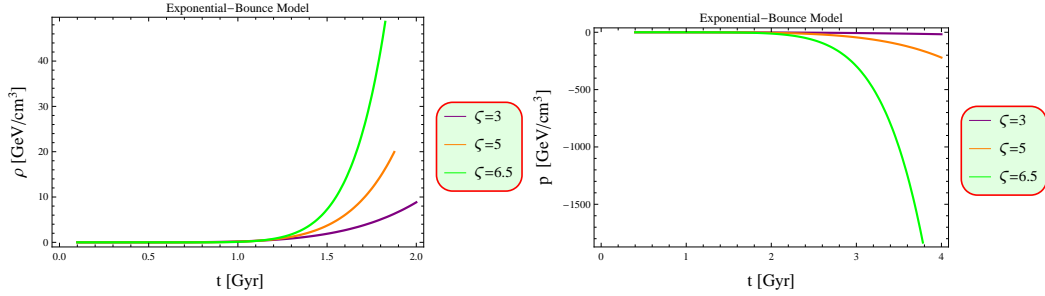 Exponential−Bounce Model
40
30
20
10
0
0.0 0.5 1.0 1.5 2.0
ρ [GeV/cm³]
t [Gyr]
ζ=3
ζ=5
ζ=6.5
Exponential−Bounce Model
0
−500
−1000
−1500
0 1 2 3 4
p [GeV/cm³]
t [Gyr]
ζ=3
ζ=5
ζ=6.5